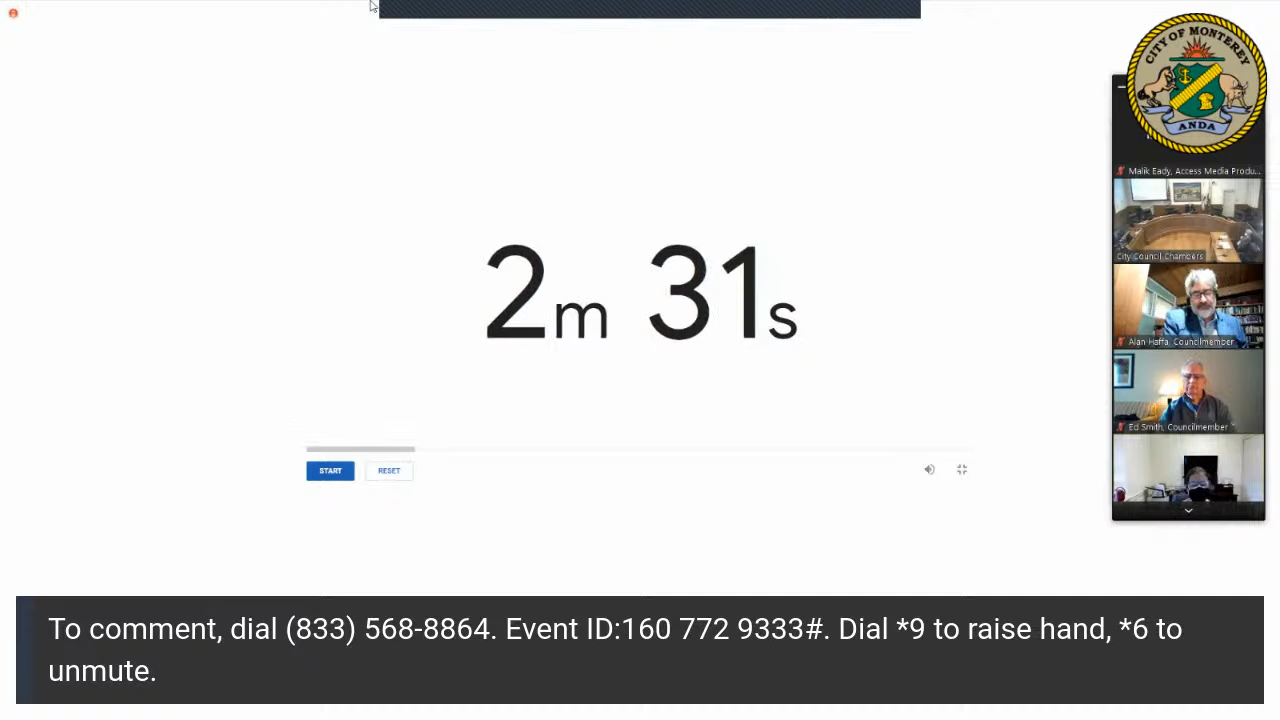 CITY OF MONTEREY
ANDA
Malik Eady, Access Media Produ...
City Council Chambers
Alan Haffa, Councilmember
Ed Smith, Councilmember
2m 31s
START
RESET
To comment, dial (833) 568-8864. Event ID:160 772 9333#. Dial *9 to raise hand, *6 to
unmute.